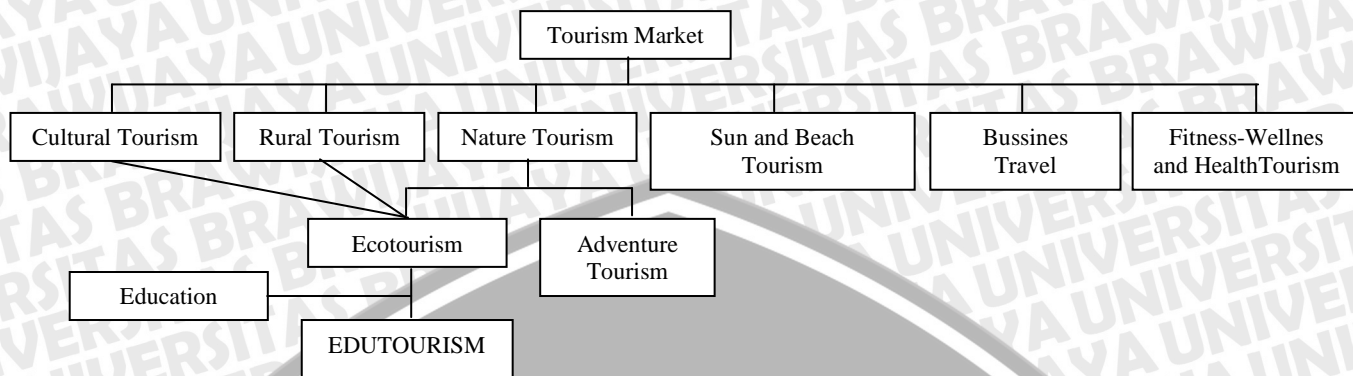 Tourism Market
Cultural Tourism
Rural Tourism
Nature Tourism
Sun and Beach
Tourism
Bussines
Travel
Fitness-Wellnes
and HealthTourism
Ecotourism
Adventure
Tourism
Education
EDUTOURISM